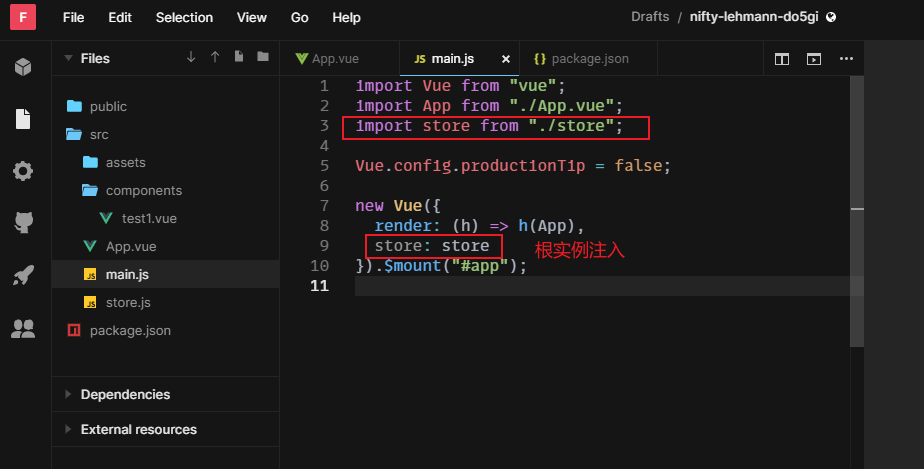 F File Edit Selection View Go Help Drafts / nifty-lehmann-do5gi
Files
public
src
assets
components
test1.vue
App.vue
JS main.js
JS store.js
package.json
Dependencies
External resources
App.vue JS main.js × {} package.json
1 import Vue from "vue";
2 import App from "./App.vue";
3 import store from "./store";
4
5 Vue.config.productionTip = false;
6
7 new Vue({
8 render: (h) => h(App),
9 store: store 根实例注入
10 }).$mount("#app");
11